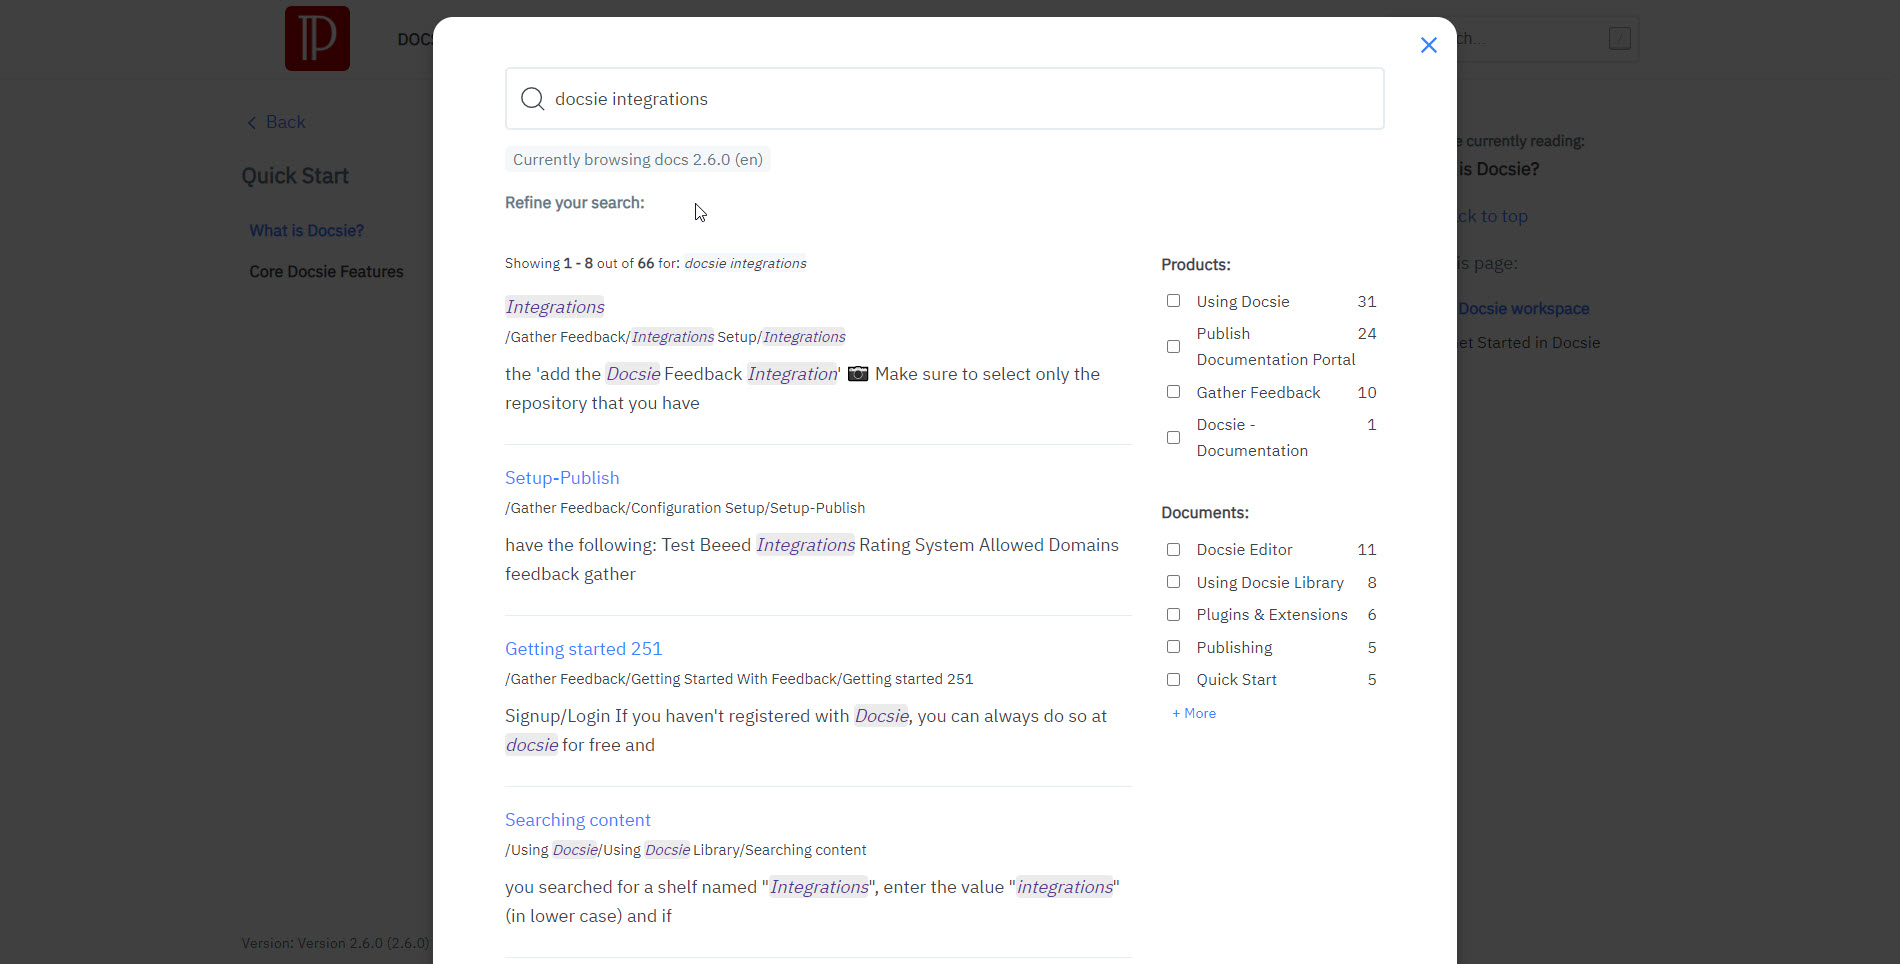 DOCS
ch...
/
docsie integrations
Back
Currently browsing docs 2.6.0 (en)
e currently reading:
is Docsie?
Quick Start
Refine your search:
ck to top
What is Docsie?
Core Docsie Features
is page:
Docsie workspace
et Started in Docsie
Showing 1 - 8 out of 66 for: docsie integrations
Integrations
/Gather Feedback/Integrations Setup/Integrations
the 'add the Docsie Feedback Integration' 📷 Make sure to select only the
repository that you have
Setup-Publish
/Gather Feedback/Configuration Setup/Setup-Publish
have the following: Test Beeed Integrations Rating System Allowed Domains
feedback gather
Getting started 251
/Gather Feedback/Getting Started With Feedback/Getting started 251
Signup/Login If you haven't registered with Docsie, you can always do so at
docsie for free and
Searching content
/Using Docsie/Using Docsie Library/Searching content
you searched for a shelf named "Integrations", enter the value "integrations"
(in lower case) and if
Products:
Using Docsie 31
Publish 24
Documentation Portal
Gather Feedback 10
Docsie - 1
Documentation
Documents:
Docsie Editor 11
Using Docsie Library 8
Plugins & Extensions 6
Publishing 5
Quick Start 5
+ More
Version: Version 2.6.0 (2.6.0)